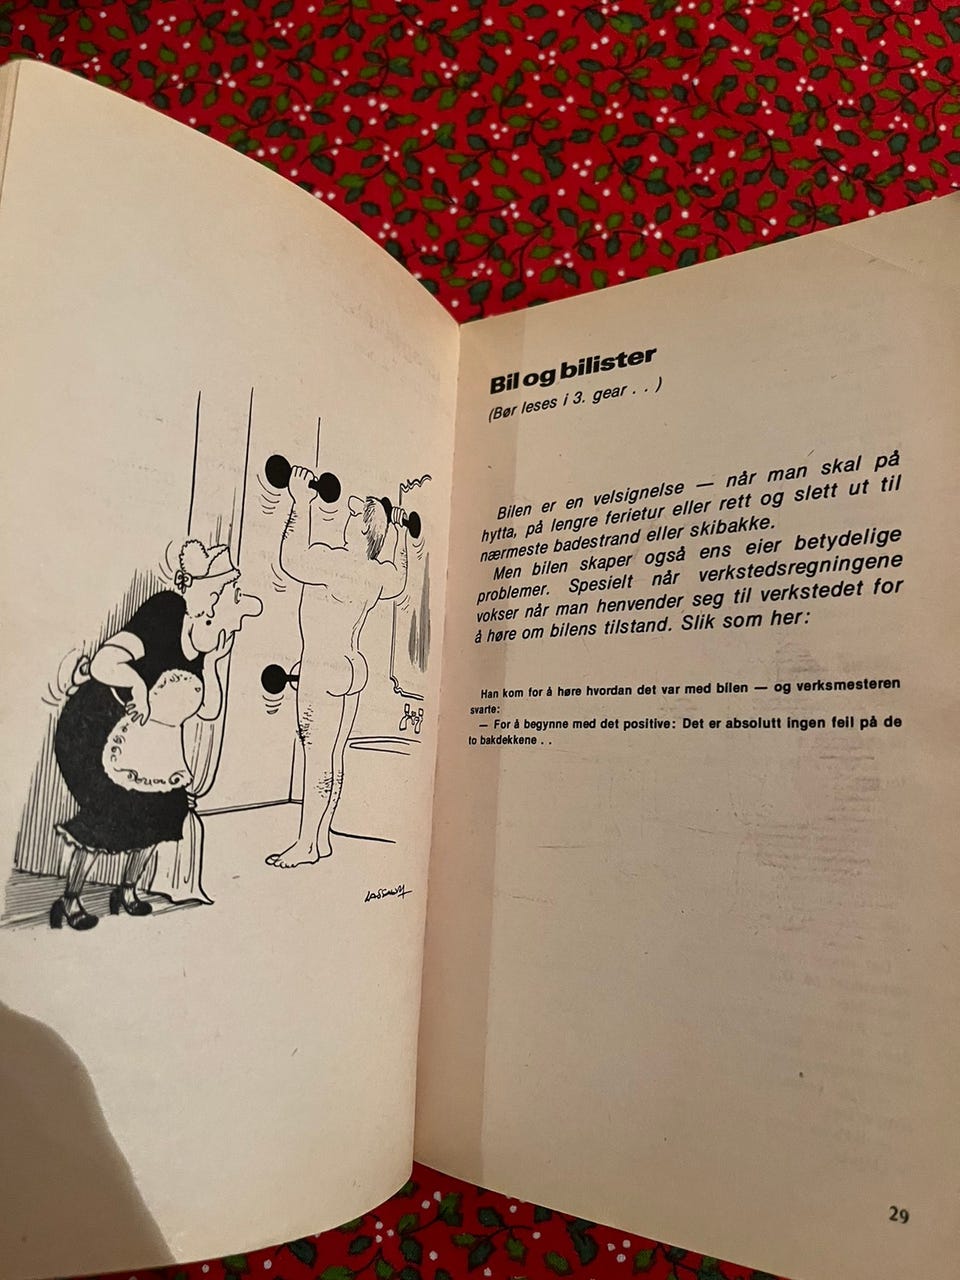 Bil og bilister
(Bør leses i 3. gear . . )
Bilen er en velsignelse — når man skal på
hytta, på lengre ferietur eller rett og slett ut til
nærmeste badestrand eller skibakke.
Men bilen skaper også ens eier betydelige
problemer. Spesielt når verkstedsregningene
vokser når man henvender seg til verkstedet for
å høre om bilens tilstand. Slik som her:
Han kom for å høre hvordan det var med bilen — og verksmesteren
svarte:
— For å begynne med det positive: Det er absolutt ingen feil på de
to bakdekkene . .
29